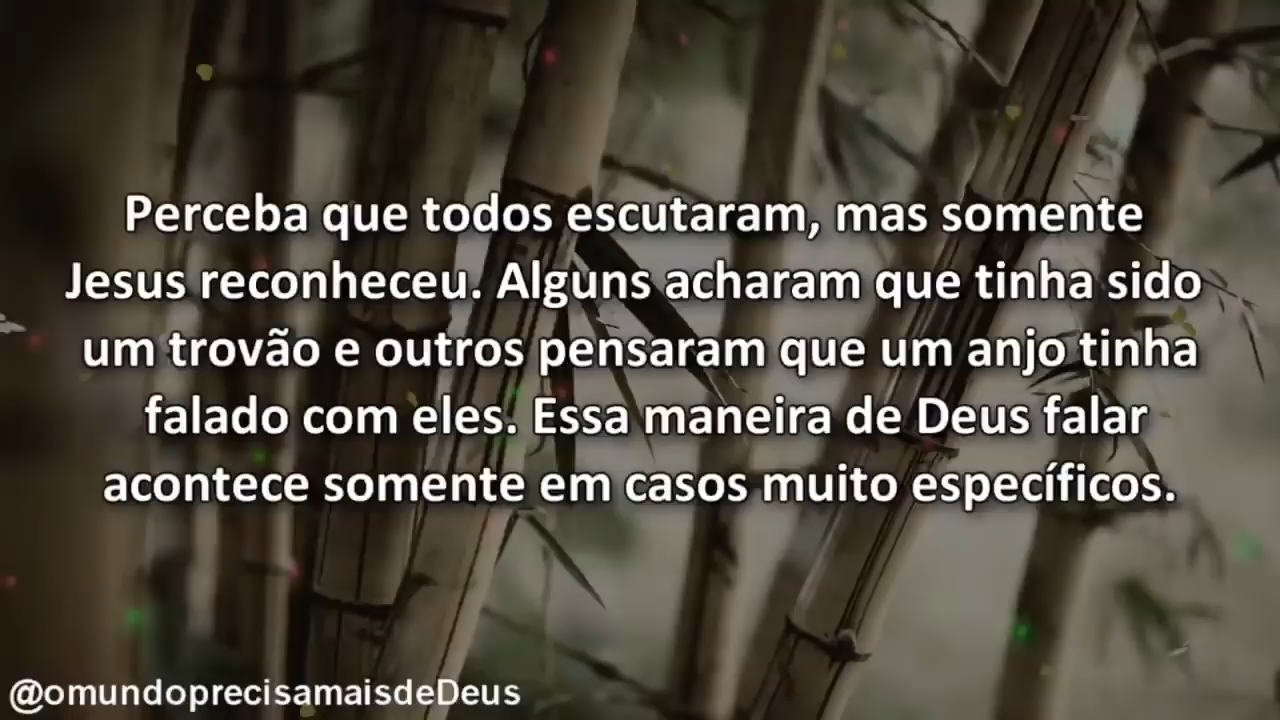 Perceba que todos escutaram, mas somente
Jesus reconheceu. Alguns acharam que tinha sido
um trovão e outros pensaram que um anjo tinha
falado com eles. Essa maneira de Deus falar
acontece somente em casos muito específicos.
@omundoprecisamaisdeDeus